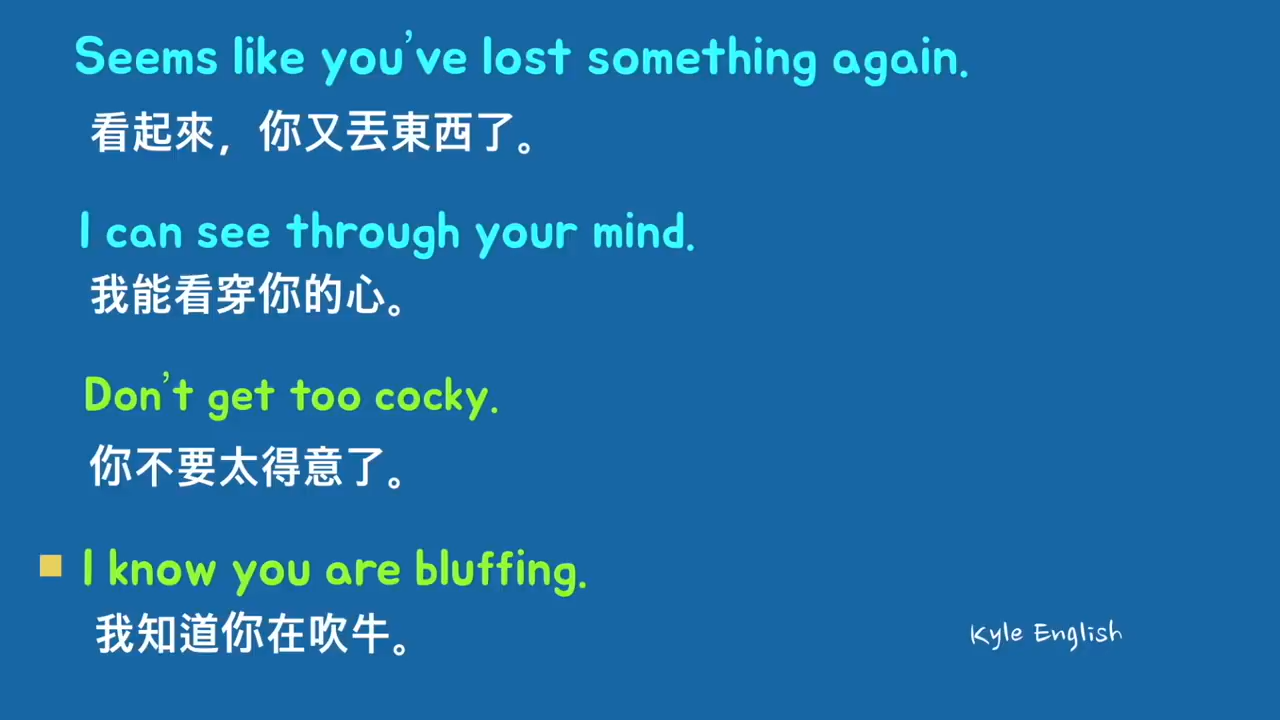 Seems like you've lost something again.
看起來，你又丟東西了。
I can see through your mind.
我能看穿你的心。
Don't get too cocky.
你不要太得意了。
I know you are bluffing.
我知道你在吹牛。
Kyle English